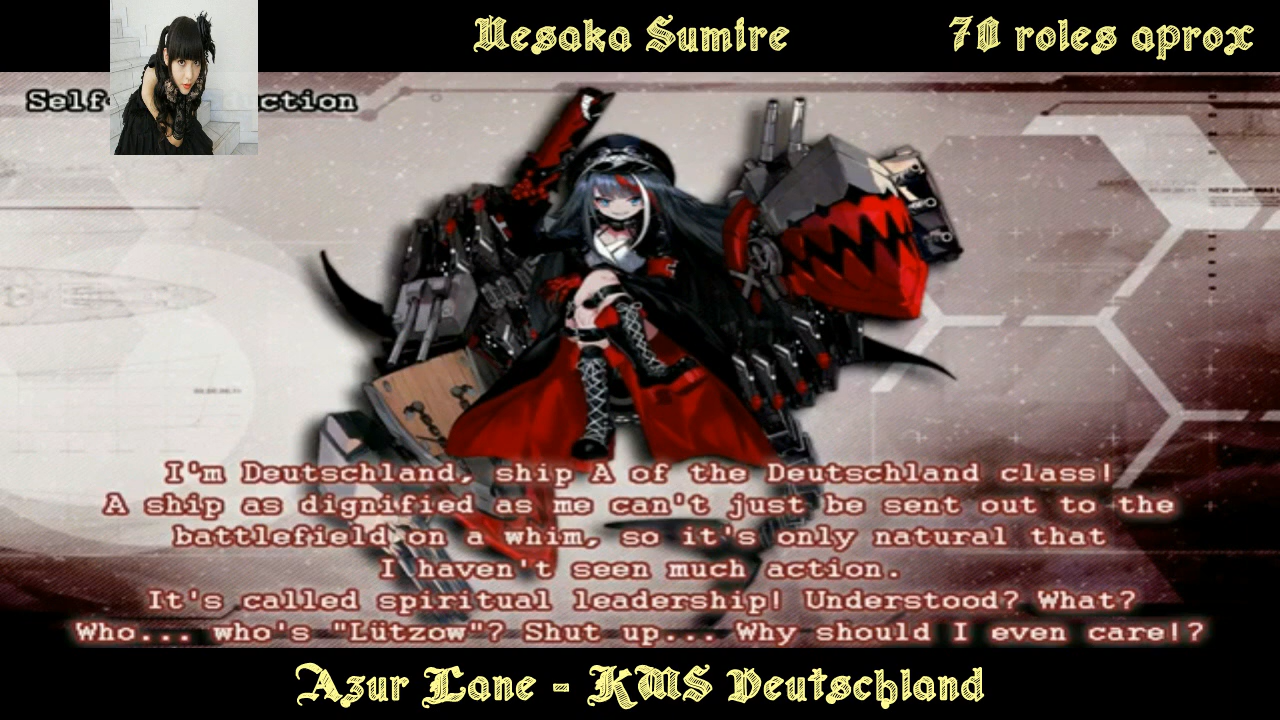 Uesaka Sumire
70 roles aprox
Self- duction
I'm Deutschland, ship A of the Deutschland class!
A ship as dignified as me can't just be sent out to the
battlefield on a whim, so it's only natural that
I haven't seen much action.
It's called spiritual leadership! Understood? What?
Who... who's "Lützow"? Shut up... Why should I even care!?
Azur Lane - KMS Deutschland